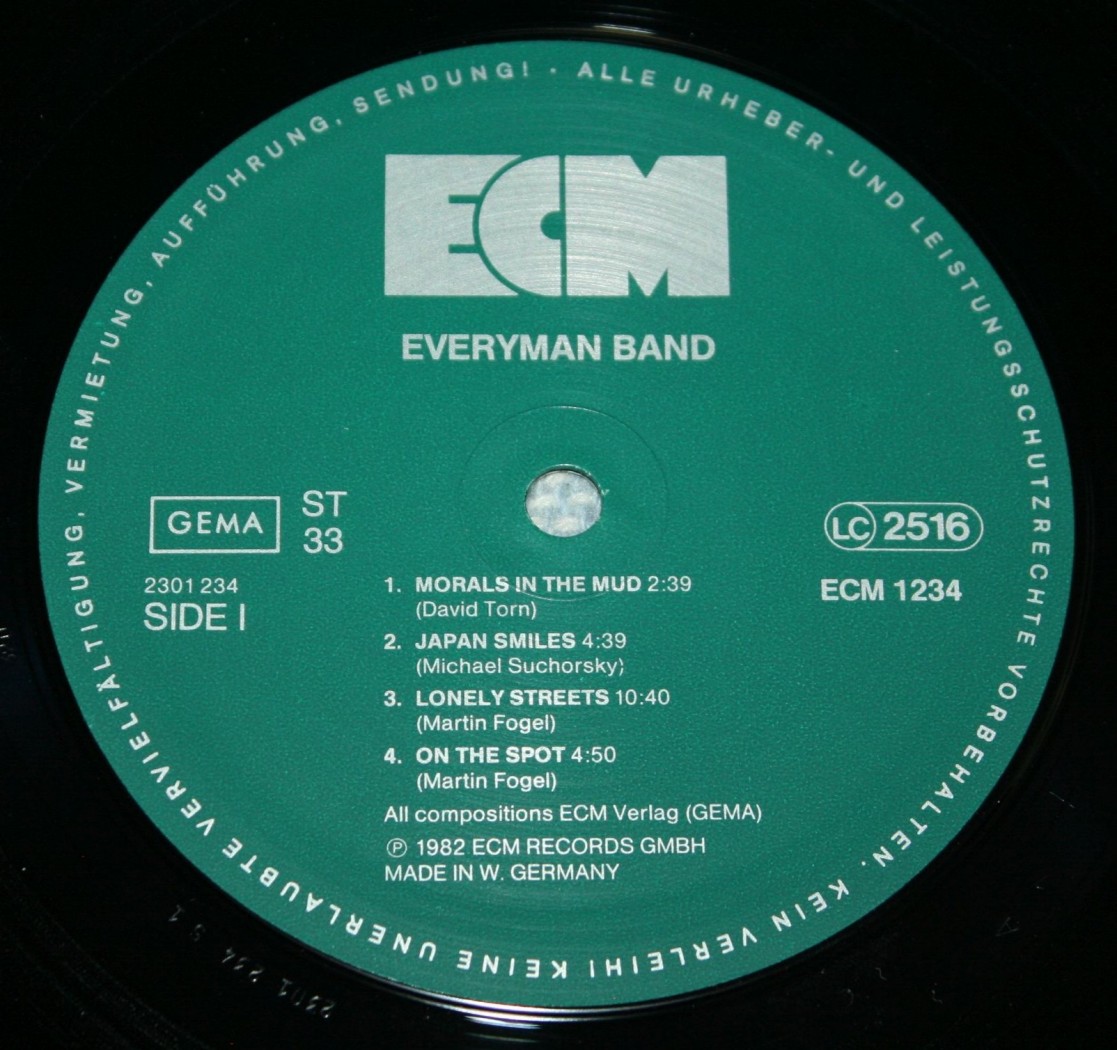 ALLE URHEBER- UND LEISTUNGSSCHUTZRECHTE VORBEHALTEN. KEIN VERLEIH! KEINE UNERLAUBTE VERVIELFÄLTIGUNG, VERMIETUNG, AUFFÜHRUNG, SENDUNG! ·
ECM
EVERYMAN BAND
GEMA
ST
33
LC 2516
2301 234
SIDE I
ECM 1234
1. MORALS IN THE MUD 2:39
(David Torn)
2. JAPAN SMILES 4:39
(Michael Suchorsky)
3. LONELY STREETS 10:40
(Martin Fogel)
4. ON THE SPOT 4:50
(Martin Fogel)
All compositions ECM Verlag (GEMA)
℗ 1982 ECM RECORDS GMBH
MADE IN W. GERMANY
2301 234